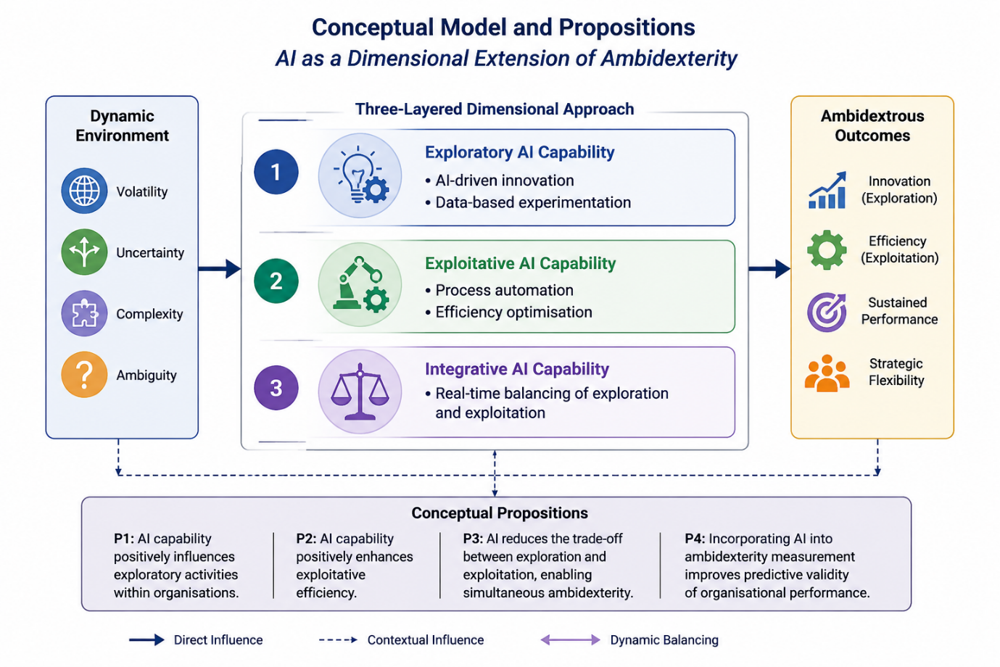 Conceptual Model and Propositions
AI as a Dimensional Extension of Ambidexterity
Dynamic
Environment
Volatility
Uncertainty
Complexity
Ambiguity
Three-Layered Dimensional Approach
1
Exploratory AI Capability
• AI-driven innovation
• Data-based experimentation
2
Exploitative AI Capability
• Process automation
• Efficiency optimisation
3
Integrative AI Capability
• Real-time balancing of exploration
and exploitation
Ambidextrous
Outcomes
Innovation
(Exploration)
Efficiency
(Exploitation)
Sustained
Performance
Strategic
Flexibility
Conceptual Propositions
P1: AI capability
positively influences
exploratory activities
within organisations.
P2: AI capability
positively enhances
exploitative
efficiency.
P3: AI reduces the trade-off
between exploration and
exploitation, enabling
simultaneous ambidexterity.
P4: Incorporating AI into
ambidexterity measurement
improves predictive validity
of organisational performance.
Direct Influence
Contextual Influence
Dynamic Balancing